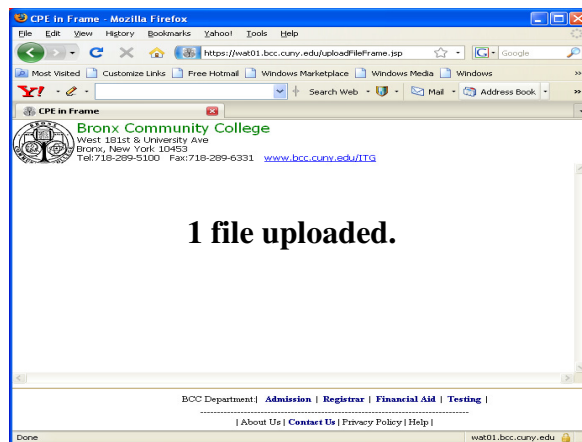 CPE in Frame - Mozilla Firefox
File Edit View History Bookmarks Yahoo! Tools Help
https://wat01.bcc.cuny.edu/uploadFileFrame.jsp Google
Most Visited Customize Links Free Hotmail Windows Marketplace Windows Media Windows »
Y! Search Web Mail Address Book »
CPE in Frame
Bronx Community College
West 181st & University Ave
Bronx, New York 10453
Tel:718-289-5100 Fax:718-289-6331 www.bcc.cuny.edu/ITG
1 file uploaded.
BCC Department:| Admission | Registrar | Financial Aid | Testing |
--------------------------------------------------------------------
| About Us | Contact Us | Privacy Policy | Help |
Done wat01.bcc.cuny.edu